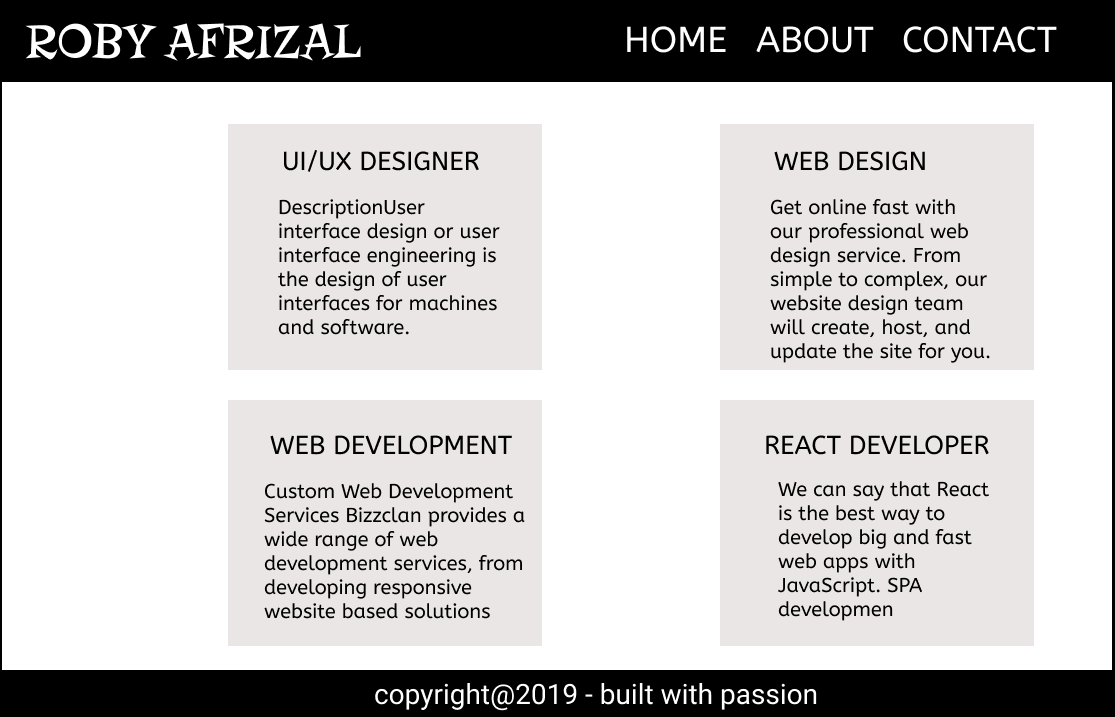 ROBY AFRIZAL
HOME ABOUT CONTACT
UI/UX DESIGNER
DescriptionUser
interface design or user
interface engineering is
the design of user
interfaces for machines
and software.
WEB DESIGN
Get online fast with
our professional web
design service. From
simple to complex, our
website design team
will create, host, and
update the site for you.
WEB DEVELOPMENT
Custom Web Development
Services Bizzclan provides a
wide range of web
development services, from
developing responsive
website based solutions
REACT DEVELOPER
We can say that React
is the best way to
develop big and fast
web apps with
JavaScript. SPA
developmen
copyright@2019 - built with passion